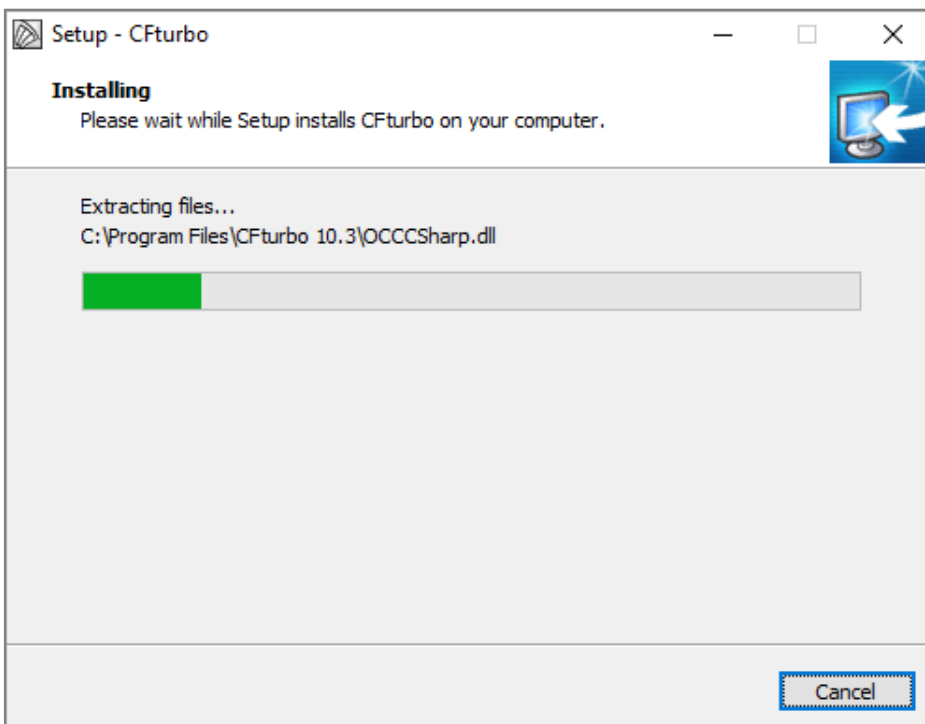 Setup - CFturbo
Installing
Please wait while Setup installs CFturbo on your computer.
Extracting files...
C:\Program Files\CFturbo 10.3\OCCCSharp.dll
Cancel